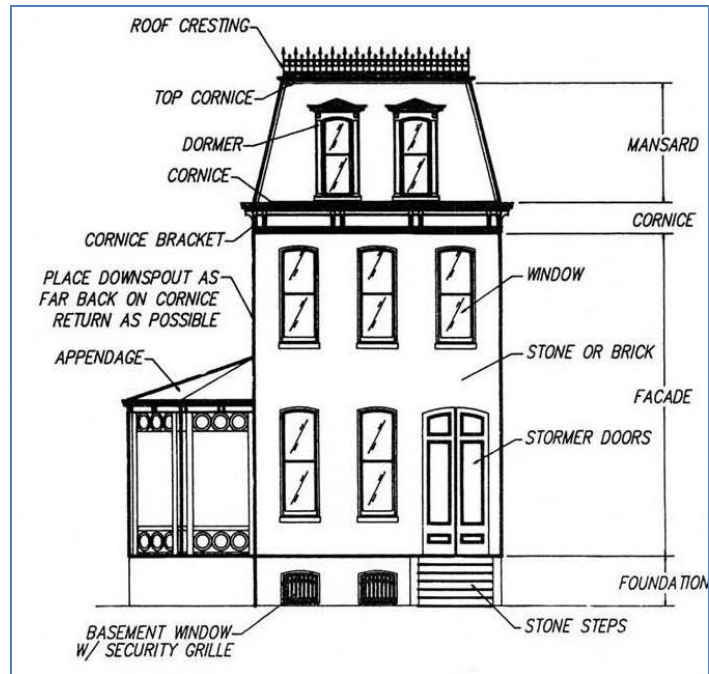 ROOF CRESTING
TOP CORNICE
DORMER
MANSARD
CORNICE
CORNICE
CORNICE BRACKET
PLACE DOWNSPOUT AS
FAR BACK ON CORNICE
RETURN AS POSSIBLE
WINDOW
APPENDAGE
STONE OR BRICK
FACADE
STORMER DOORS
FOUNDATION
BASEMENT WINDOW
W/ SECURITY GRILLE
STONE STEPS